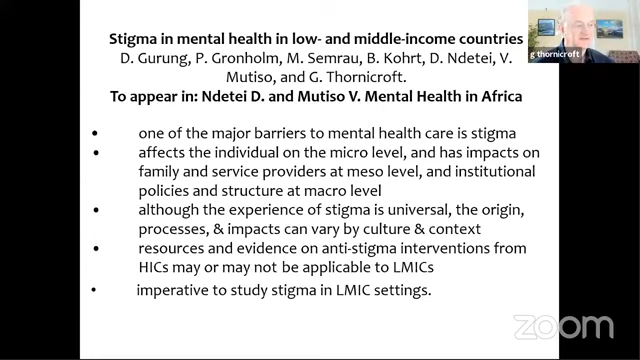 Stigma in mental health in low- and middle-income countries
D. Gurung, P. Gronholm, M. Semrau, B. Kohrt, D. Ndetei, V.
Mutiso, and G. Thornicroft.
To appear in: Ndetei D. and Mutiso V. Mental Health in Africa
• one of the major barriers to mental health care is stigma
• affects the individual on the micro level, and has impacts on
family and service providers at meso level, and institutional
policies and structure at macro level
• although the experience of stigma is universal, the origin,
processes, & impacts can vary by culture & context
• resources and evidence on anti-stigma interventions from
HICs may or may not be applicable to LMICs
• imperative to study stigma in LMIC settings.
g thornicroft
zoom